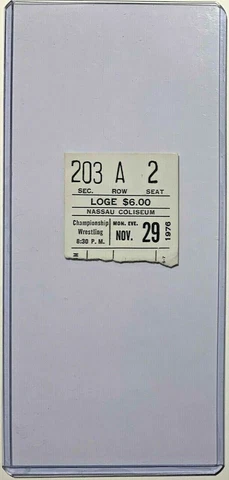 203 A 2
SEC. ROW SEAT
LOGE $6.00
NASSAU COLISEUM
Championship
Wrestling
8:30 P. M.
MON. EVE.
NOV. 29
1976